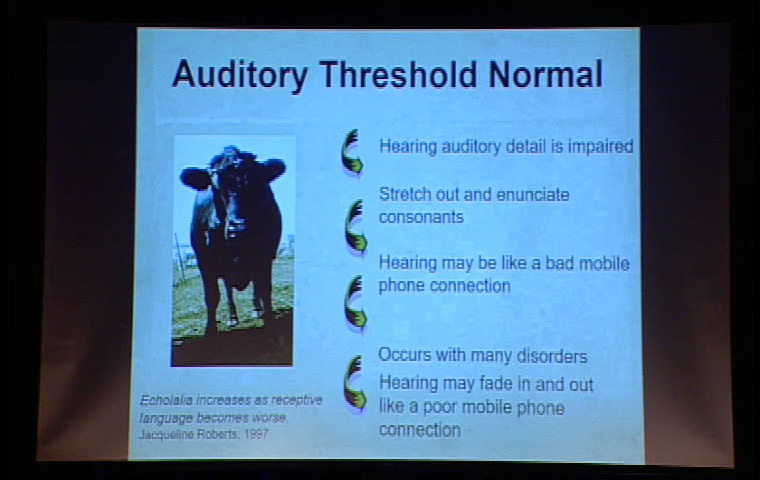 Auditory Threshold Normal
Hearing auditory detail is impaired
Stretch out and enunciate
consonants
Hearing may be like a bad mobile
phone connection
Occurs with many disorders
Hearing may fade in and out
like a poor mobile phone
connection
Echolalia increases as receptive
language becomes worse.
Jacqueline Roberts, 1997